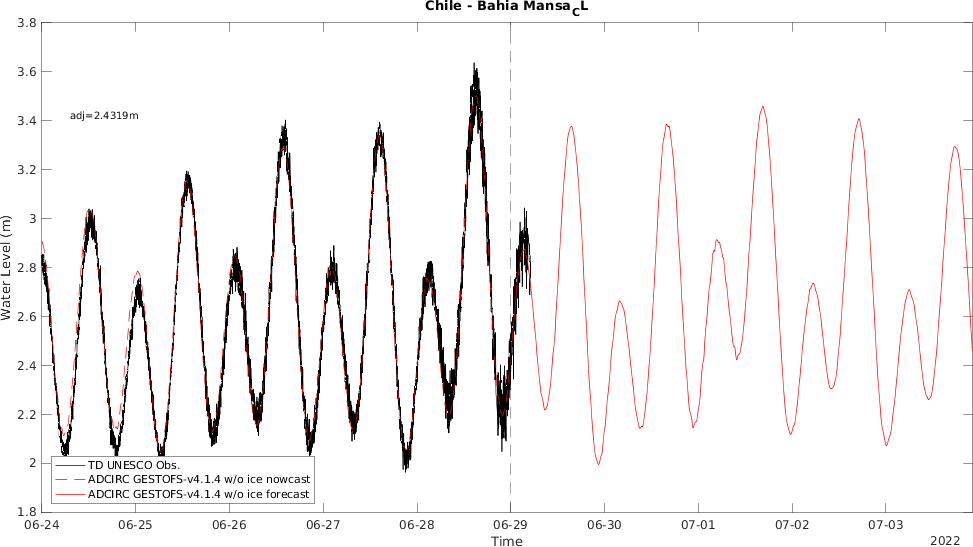 Chile - Bahia Mansa_CL
3.8
3.6
3.4
3.2
3
2.8
2.6
2.4
2.2
2
1.8
Water Level (m)
adj=2.4319m
TD UNESCO Obs.
ADCIRC GESTOFS-v4.1.4 w/o ice nowcast
ADCIRC GESTOFS-v4.1.4 w/o ice forecast
06-24 06-25 06-26 06-27 06-28 06-29 06-30 07-01 07-02 07-03
Time
2022